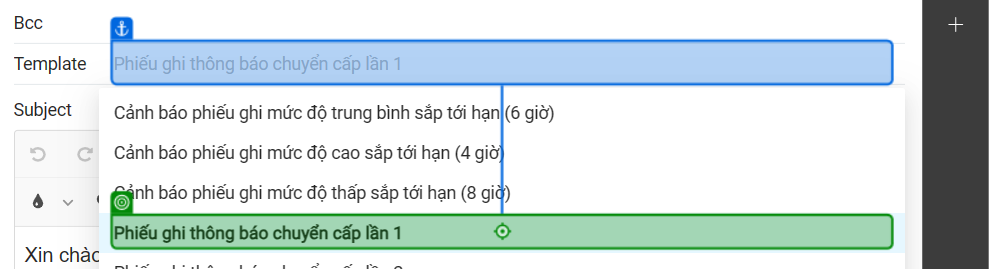 Bcc
Template Phiếu ghi thông báo chuyển cấp lần 1
Subject
Cảnh báo phiếu ghi mức độ trung bình sắp tới hạn (6 giờ)
Cảnh báo phiếu ghi mức độ cao sắp tới hạn (4 giờ)
Cảnh báo phiếu ghi mức độ thấp sắp tới hạn (8 giờ)
Phiếu ghi thông báo chuyển cấp lần 1
Xin chào